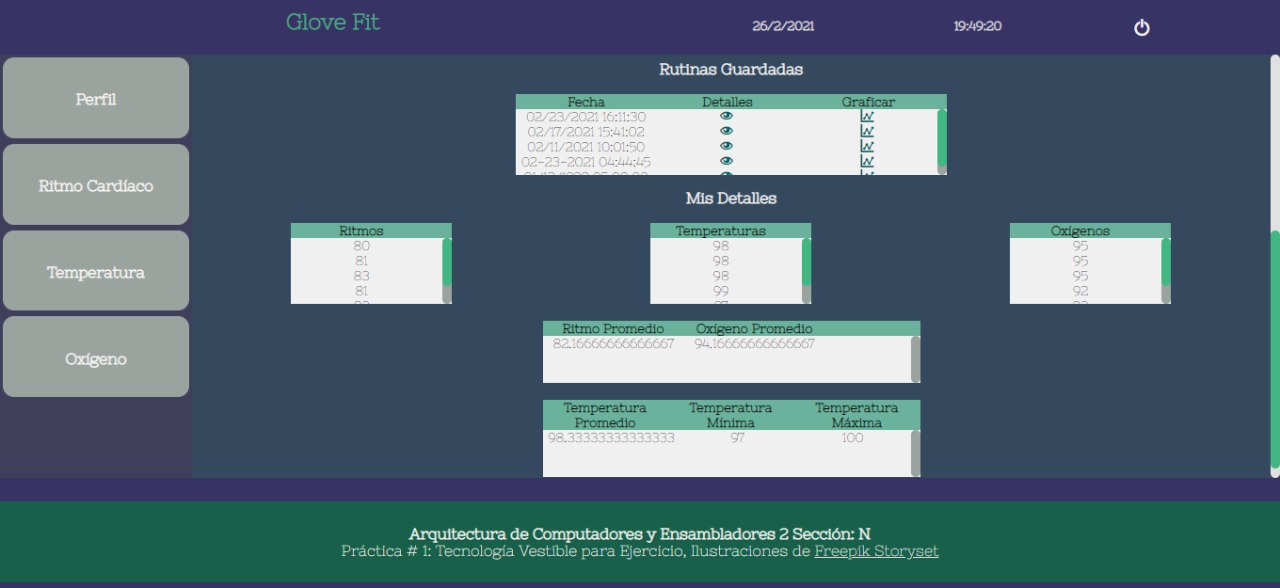 Glove Fit
26/2/2021
19:49:20
Perfil
Ritmo Cardíaco
Temperatura
Oxígeno
Rutinas Guardadas
Fecha Detalles Graficar
02/23/2021 16:11:30
02/17/2021 15:41:02
02/11/2021 10:01:50
02-23-2021 04:44:45
Mis Detalles
Ritmos
80
81
83
81
Temperaturas
98
98
98
99
Oxígenos
95
95
95
92
Ritmo Promedio Oxígeno Promedio
82.16666666666667 94.16666666666667
Temperatura Temperatura Temperatura
Promedio Mínima Máxima
98.33333333333333 97 100
Arquitectura de Computadores y Ensambladores 2 Sección: N
Práctica # 1: Tecnología Vestible para Ejercicio, Ilustraciones de Freepik Storyset